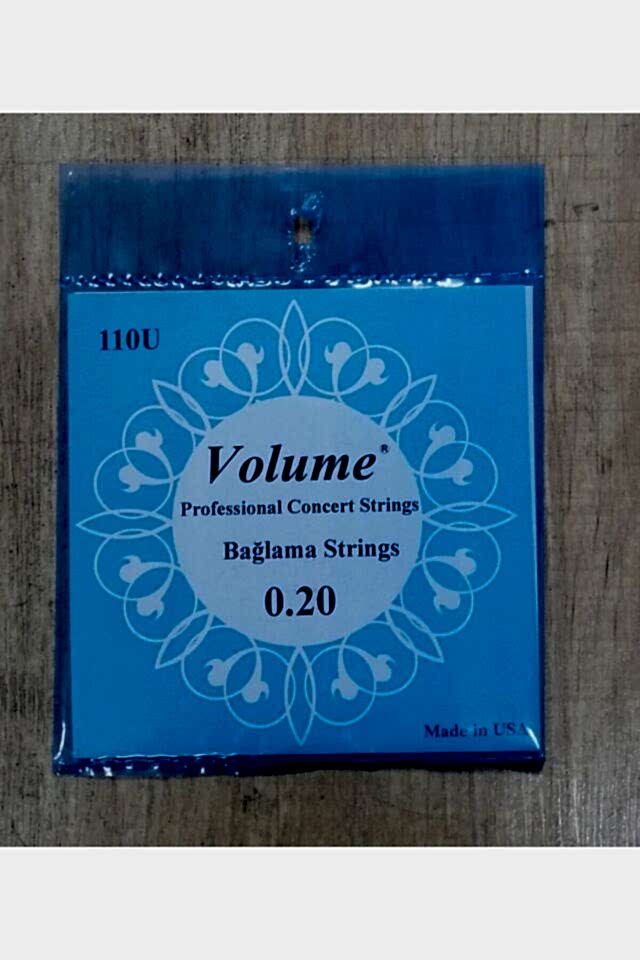 110U
Volume®
Professional Concert Strings
Bağlama Strings
0.20
Made in USA